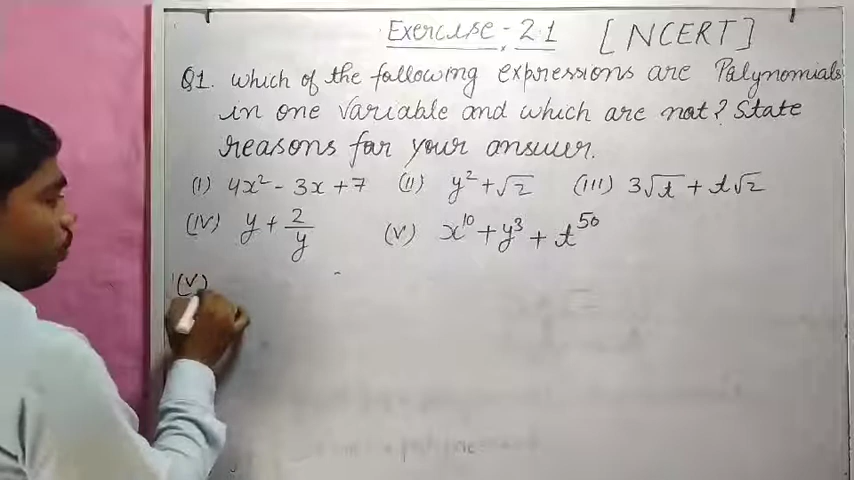 Exercise - 2.1 [NCERT]
Q1. which of the following expressions are Polynomials
in one variable and which are not? State
reasons for your answer.
(I) 4x² - 3x + 7 (II) y² + √2 (III) 3√t + t√2
(IV) y + 2/y (V) x¹⁰ + y³ + t⁵⁰
(V)